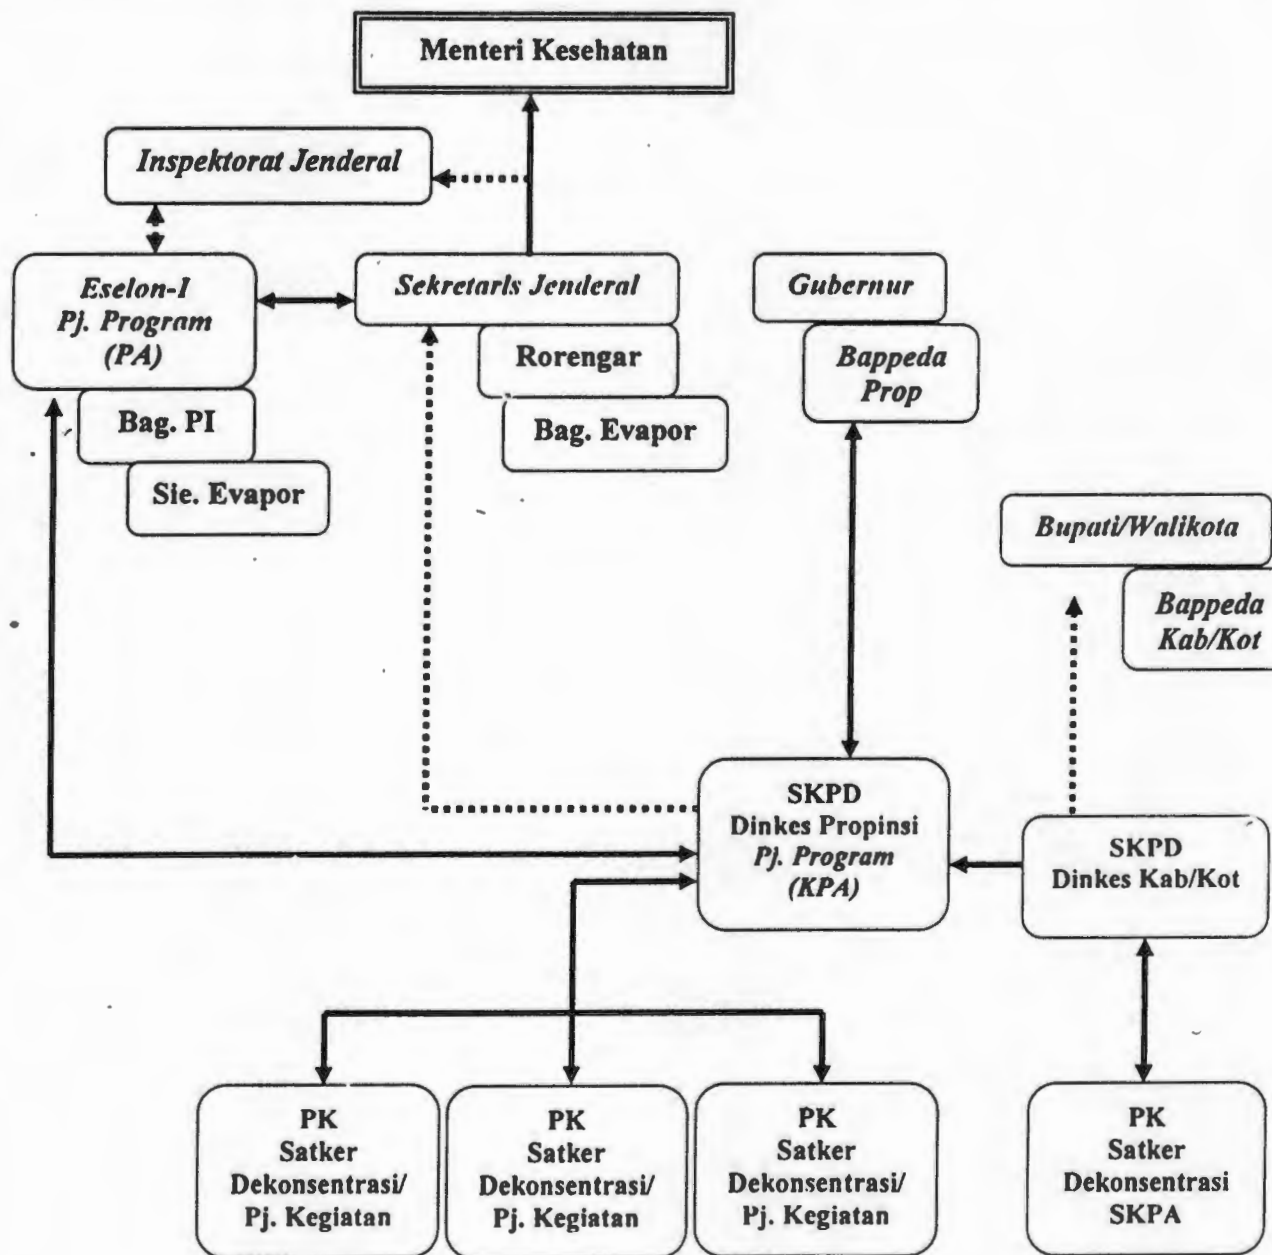 Menteri Kesehatan
Inspektorat Jenderal
Eselon-I
Pj. Program
(PA)
Bag. PI
Sie. Evapor
Sekretaris Jenderal
Rorengar
Bag. Evapor
Gubernur
Bappeda
Prop
Bupati/Walikota
Bappeda
Kab/Kot
SKPD
Dinkes Propinsi
Pj. Program
(KPA)
SKPD
Dinkes Kab/Kot
PK
Satker
Dekonsentrasi/
Pj. Kegiatan
PK
Satker
Dekonsentrasi/
Pj. Kegiatan
PK
Satker
Dekonsentrasi/
Pj. Kegiatan
PK
Satker
Dekonsentrasi
SKPA